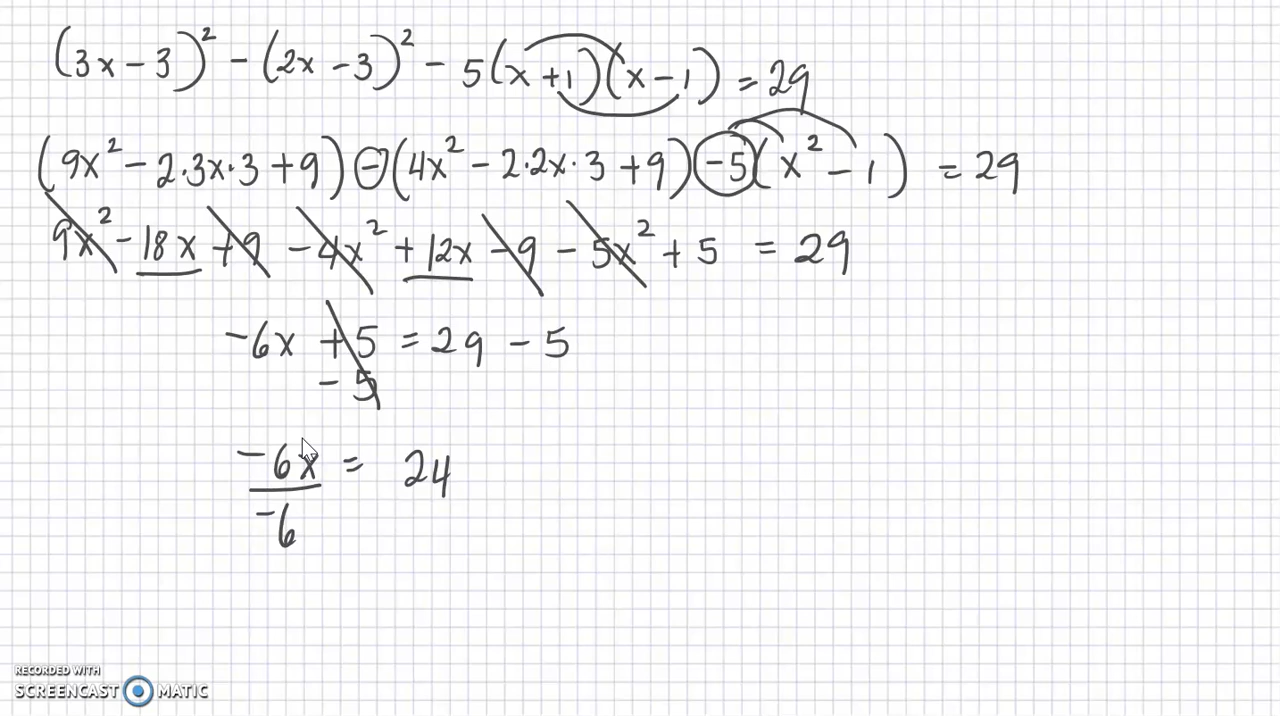 (3x - 3)² - (2x - 3)² - 5(x + 1)(x - 1) = 29
(9x² - 2·3x·3 + 9) - (4x² - 2·2x·3 + 9) - 5(x² - 1) = 29
9x² - 18x + 9 - 4x² + 12x - 9 - 5x² + 5 = 29
-6x + 5 = 29 - 5
- 5
-6x = 24
-6
RECORDED WITH
SCREENCAST MATIC